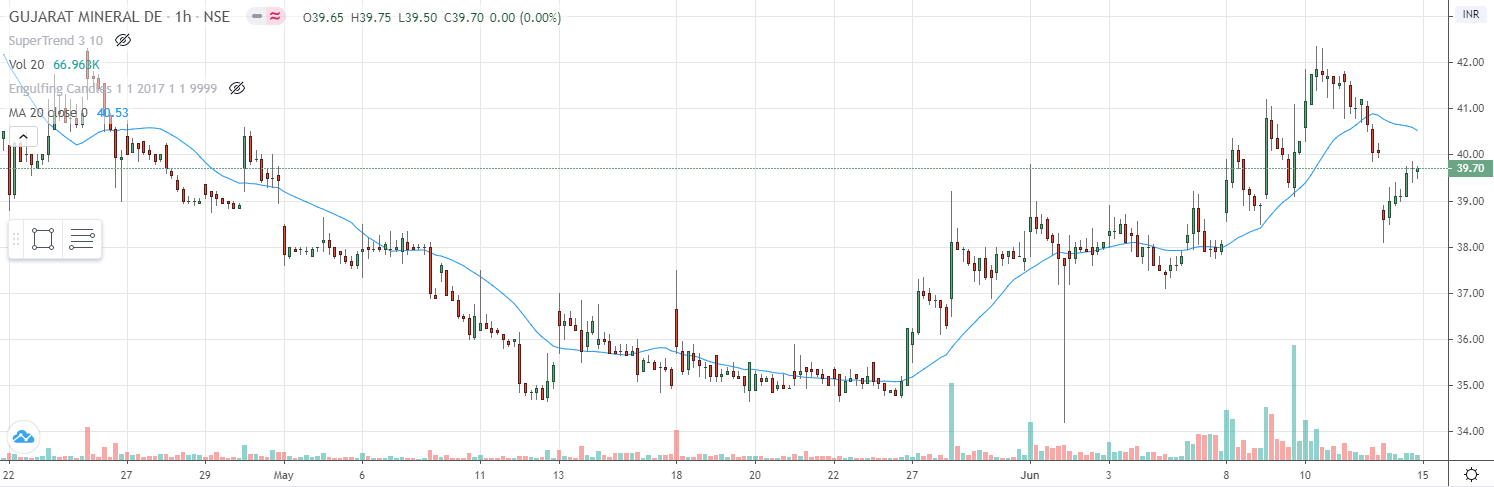 GUJARAT MINERAL DE · 1h · NSE O39.65 H39.75 L39.50 C39.70 0.00 (0.00%) INR
SuperTrend 3 10
Vol 20 66.963K
Engulfing Candles 1 1 2017 1 1 9999
MA 20 close 0 40.53
42.00
41.00
40.00
39.70
39.00
38.00
37.00
36.00
35.00
34.00
22 27 29 May 6 11 13 18 20 22 27 Jun 3 8 10 15